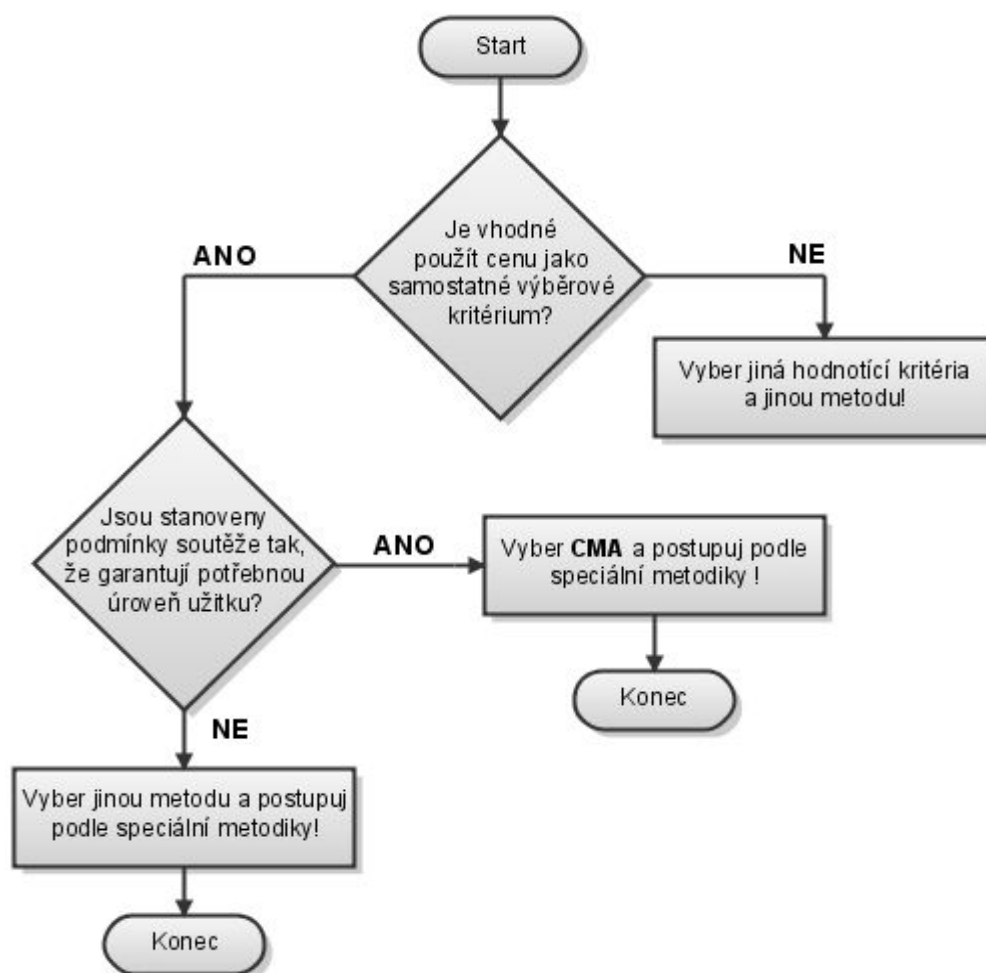 Start
Je vhodné
použít cenu jako
samostatné výběrové
kritérium?
ANO
NE
Vyber jiná hodnotící kritéria
a jinou metodu!
Jsou stanoveny
podmínky soutěže tak,
že garantují potřebnou
úroveň užitku?
ANO
Vyber CMA a postupuj podle
speciální metodiky !
Konec
NE
Vyber jinou metodu a postupuj
podle speciální metodiky!
Konec